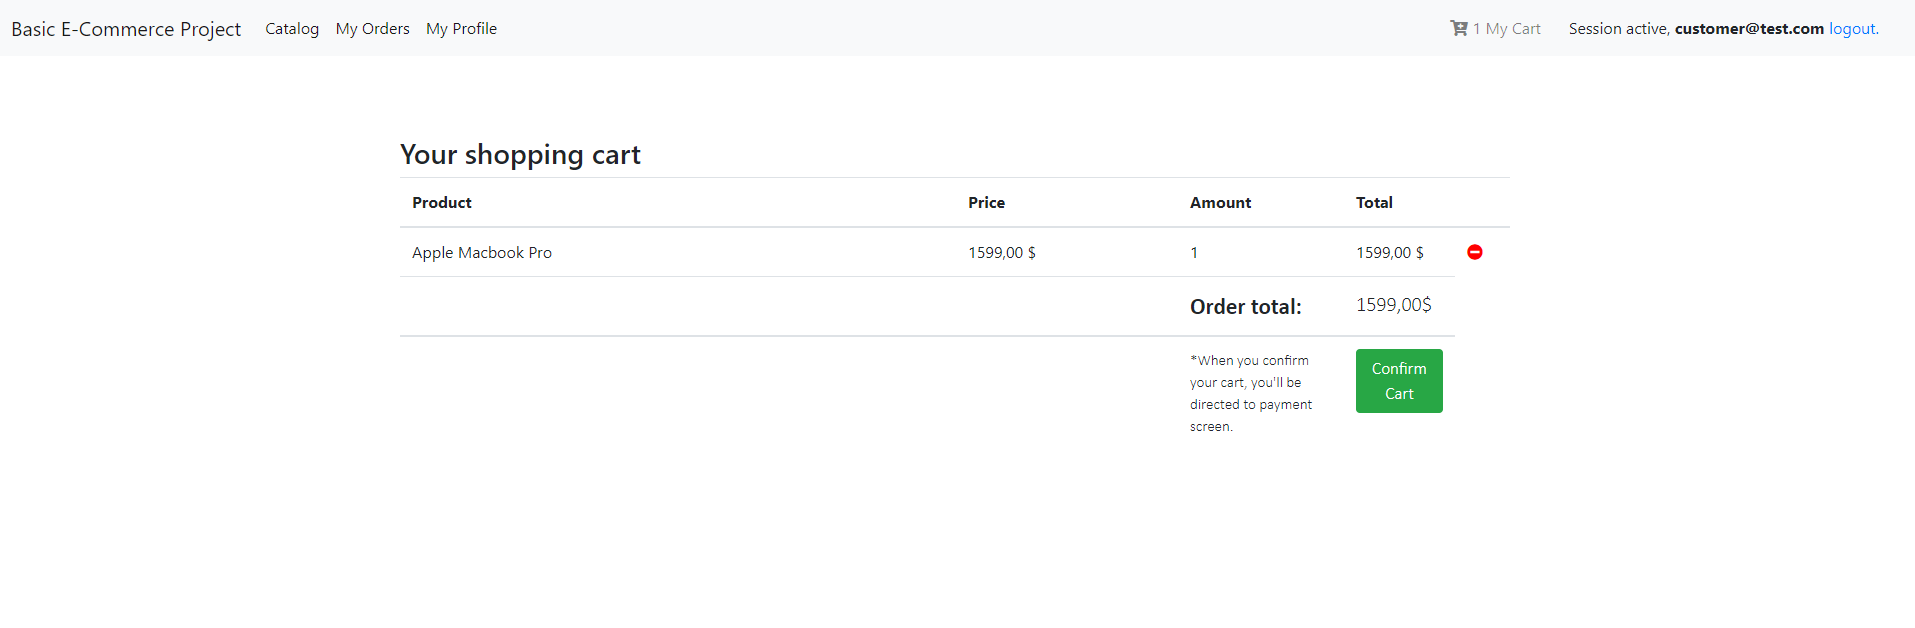 Basic E-Commerce Project Catalog My Orders My Profile 1 My Cart Session active, customer@test.com logout.
Your shopping cart
Product Price Amount Total
Apple Macbook Pro 1599,00 $ 1 1599,00 $
Order total: 1599,00$
*When you confirm
your cart, you'll be
directed to payment
screen.
Confirm
Cart